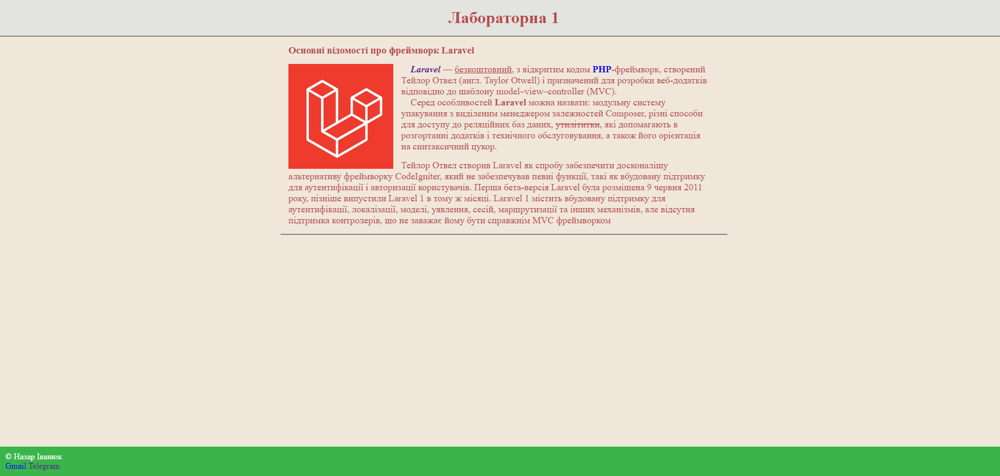 Лабораторна 1
Основні відомості про фреймворк Laravel
Laravel — безкоштовний, з відкритим кодом PHP-фреймворк, створений
Тейлор Отвел (англ. Taylor Otwell) і призначений для розробки веб-додатків
відповідно до шаблону model–view–controller (MVC).
Серед особливостей Laravel можна назвати: модульну систему
упакування з виділеним менеджером залежностей Composer, різні способи
для доступу до реляційних баз даних, утилітитки, які допомагають в
розгортанні додатків і технічного обслуговування, а також його орієнтація
на синтаксичний цукор.
Тейлор Отвел створив Laravel як спробу забезпечити досконалішу
альтернативу фреймворку CodeIgniter, який не забезпечував певні функції, такі як вбудовану підтримку
для аутентифікації і авторизації користувачів. Перша бета-версія Laravel була розміщена 9 червня 2011
року, пізніше випустили Laravel 1 в тому ж місяці. Laravel 1 містить вбудовану підтримку для
аутентифікації, локалізації, моделі, уявлення, сесій, маршрутизації та інших механізмів, але відсутня
підтримка контролерів, що не заважає йому бути справжнім MVC фреймворком
© Назар Іванюк
Gmail Telegram